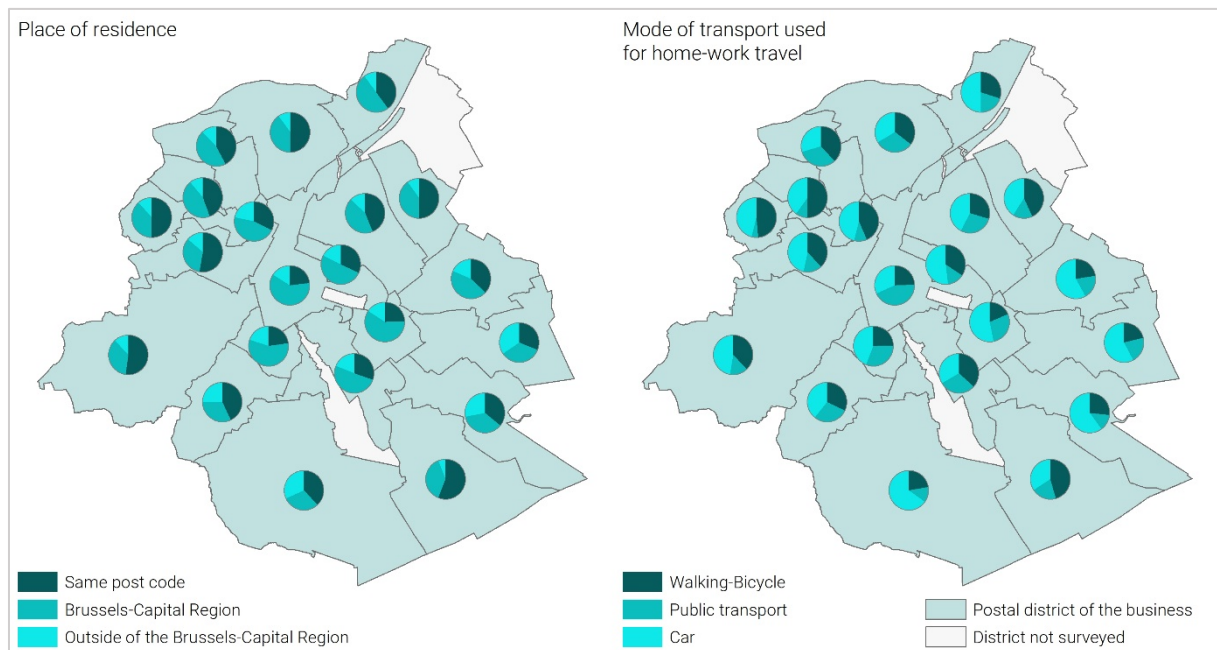 Place of residence
Mode of transport used
for home-work travel
Same post code
Brussels-Capital Region
Outside of the Brussels-Capital Region
Walking-Bicycle
Public transport
Car
Postal district of the business
District not surveyed